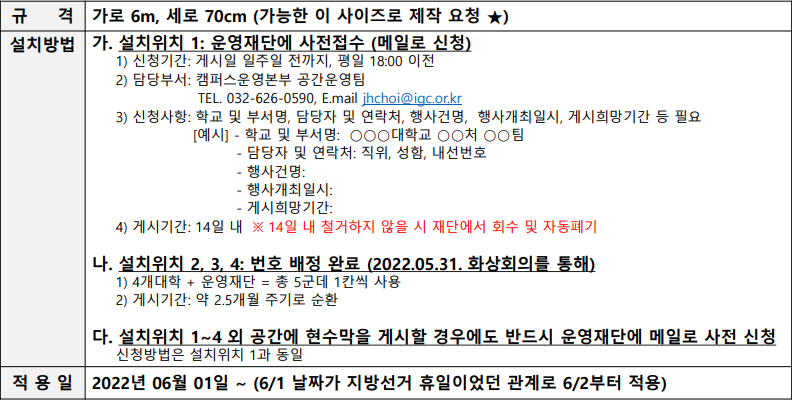 규 격 가로 6m, 세로 70cm (가능한 이 사이즈로 제작 요청 ★)
설치방법 가. 설치위치 1: 운영재단에 사전접수 (메일로 신청)
1) 신청기간: 게시일 일주일 전까지, 평일 18:00 이전
2) 담당부서: 캠퍼스운영본부 공간운영팀
TEL. 032-626-0590, E.mail jhchoi@igc.or.kr
3) 신청사항: 학교 및 부서명, 담당자 및 연락처, 행사건명, 행사개최일시, 게시희망기간 등 필요
[예시] - 학교 및 부서명: ○○○대학교 ○○처 ○○팀
- 담당자 및 연락처: 직위, 성함, 내선번호
- 행사건명:
- 행사개최일시:
- 게시희망기간:
4) 게시기간: 14일 내 ※ 14일 내 철거하지 않을 시 재단에서 회수 및 자동폐기
나. 설치위치 2, 3, 4: 번호 배정 완료 (2022.05.31. 화상회의를 통해)
1) 4개대학 + 운영재단 = 총 5군데 1칸씩 사용
2) 게시기간: 약 2.5개월 주기로 순환
다. 설치위치 1~4 외 공간에 현수막을 게시할 경우에도 반드시 운영재단에 메일로 사전 신청
신청방법은 설치위치 1과 동일
적 용 일 2022년 06월 01일 ~ (6/1 날짜가 지방선거 휴일이었던 관계로 6/2부터 적용)